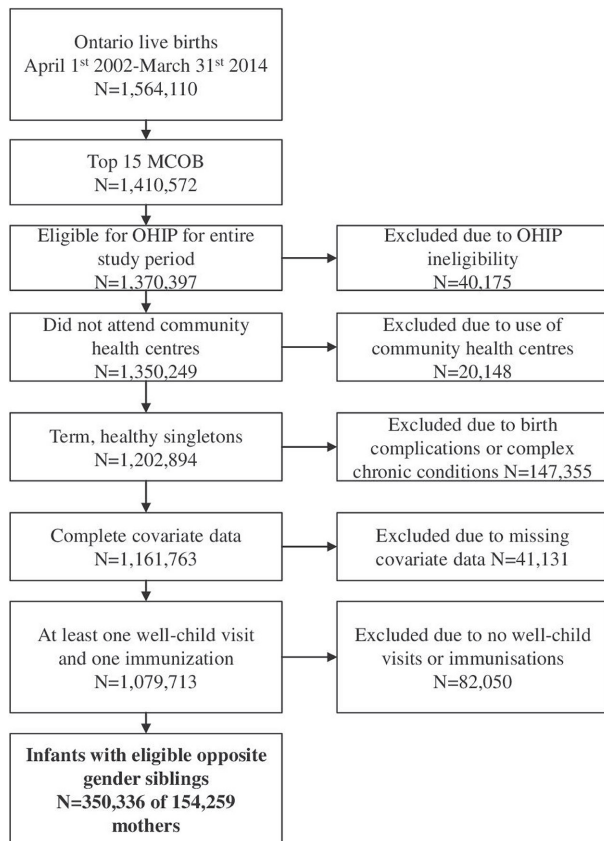 Ontario live births
April 1st 2002-March 31st 2014
N=1,564,110
Top 15 MCOB
N=1,410,572
Eligible for OHIP for entire
study period
N=1,370,397
Excluded due to OHIP
ineligibility
N=40,175
Did not attend community
health centres
N=1,350,249
Excluded due to use of
community health centres
N=20,148
Term, healthy singletons
N=1,202,894
Excluded due to birth
complications or complex
chronic conditions N=147,355
Complete covariate data
N=1,161,763
Excluded due to missing
covariate data N=41,131
At least one well-child visit
and one immunization
N=1,079,713
Excluded due to no well-child
visits or immunisations
N=82,050
Infants with eligible opposite
gender siblings
N=350,336 of 154,259
mothers